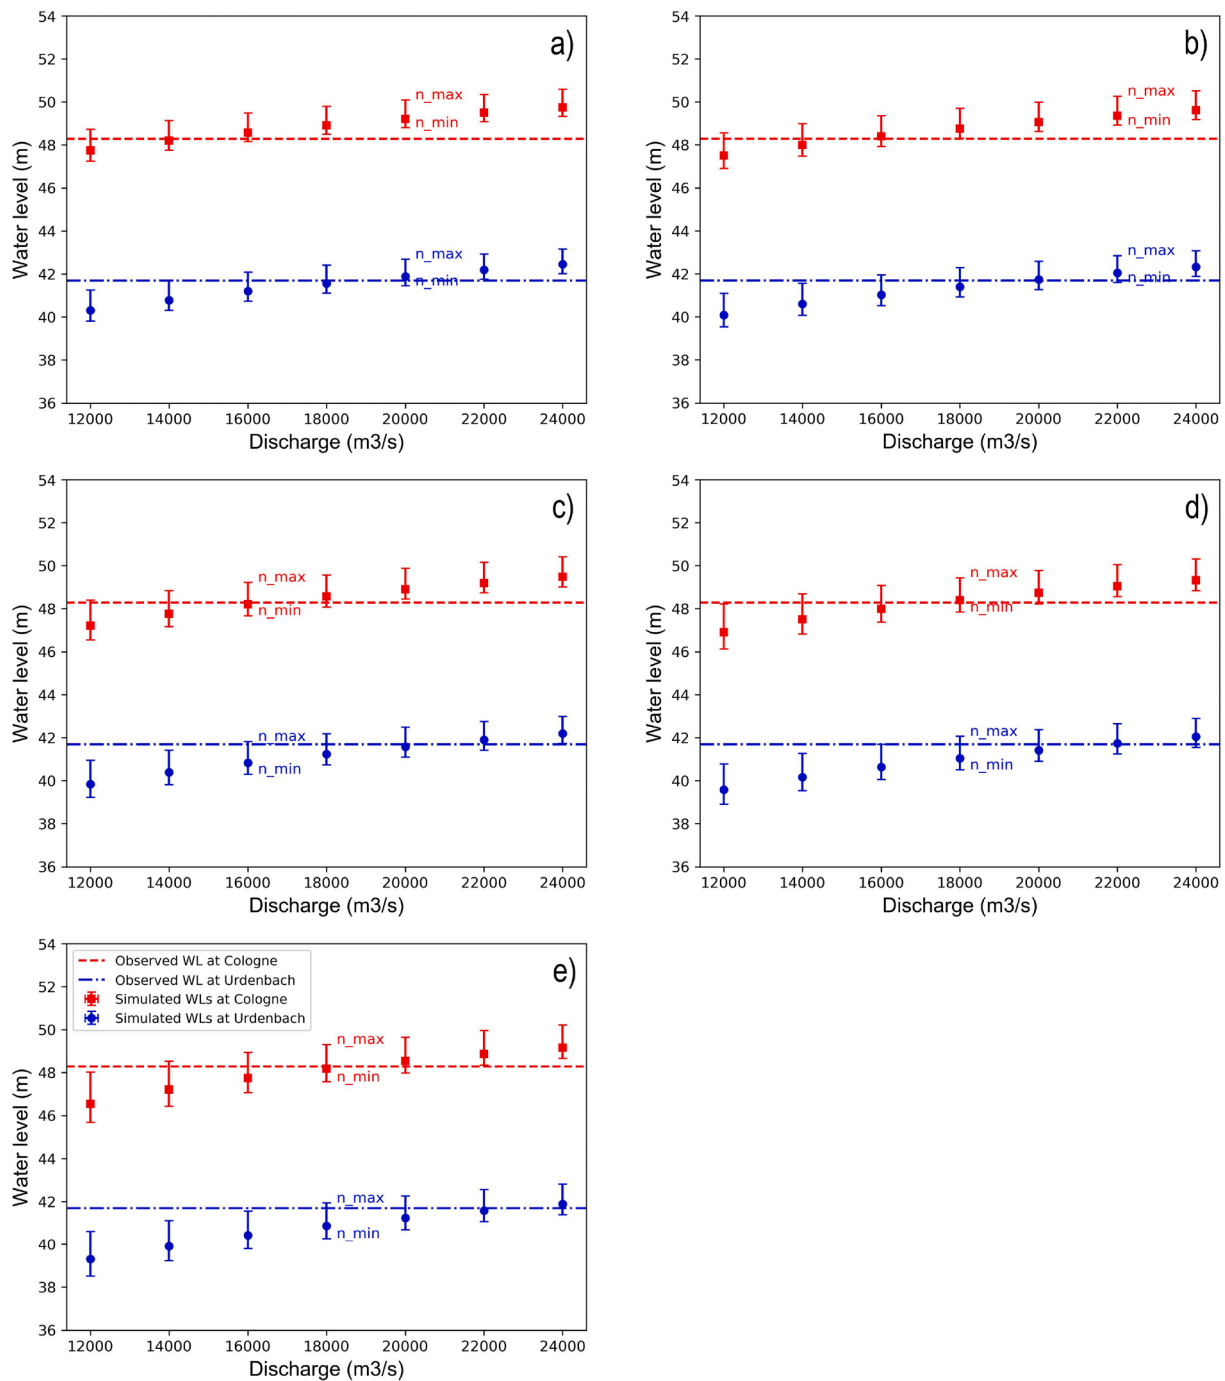 a)
54
52
50
48
46
44
42
40
38
36
n_max
n_min
n_max
n_min
12000 14000 16000 18000 20000 22000 24000
Discharge (m3/s)
Water level (m)
b)
54
52
50
48
46
44
42
40
38
36
n_max
n_min
n_max
n_min
12000 14000 16000 18000 20000 22000 24000
Discharge (m3/s)
Water level (m)
c)
54
52
50
48
46
44
42
40
38
36
n_max
n_min
n_max
n_min
12000 14000 16000 18000 20000 22000 24000
Discharge (m3/s)
Water level (m)
d)
54
52
50
48
46
44
42
40
38
36
n_max
n_min
n_max
n_min
12000 14000 16000 18000 20000 22000 24000
Discharge (m3/s)
Water level (m)
e)
Observed WL at Cologne
Observed WL at Urdenbach
Simulated WLs at Cologne
Simulated WLs at Urdenbach
54
52
50
48
46
44
42
40
38
36
n_max
n_min
n_max
n_min
12000 14000 16000 18000 20000 22000 24000
Discharge (m3/s)
Water level (m)